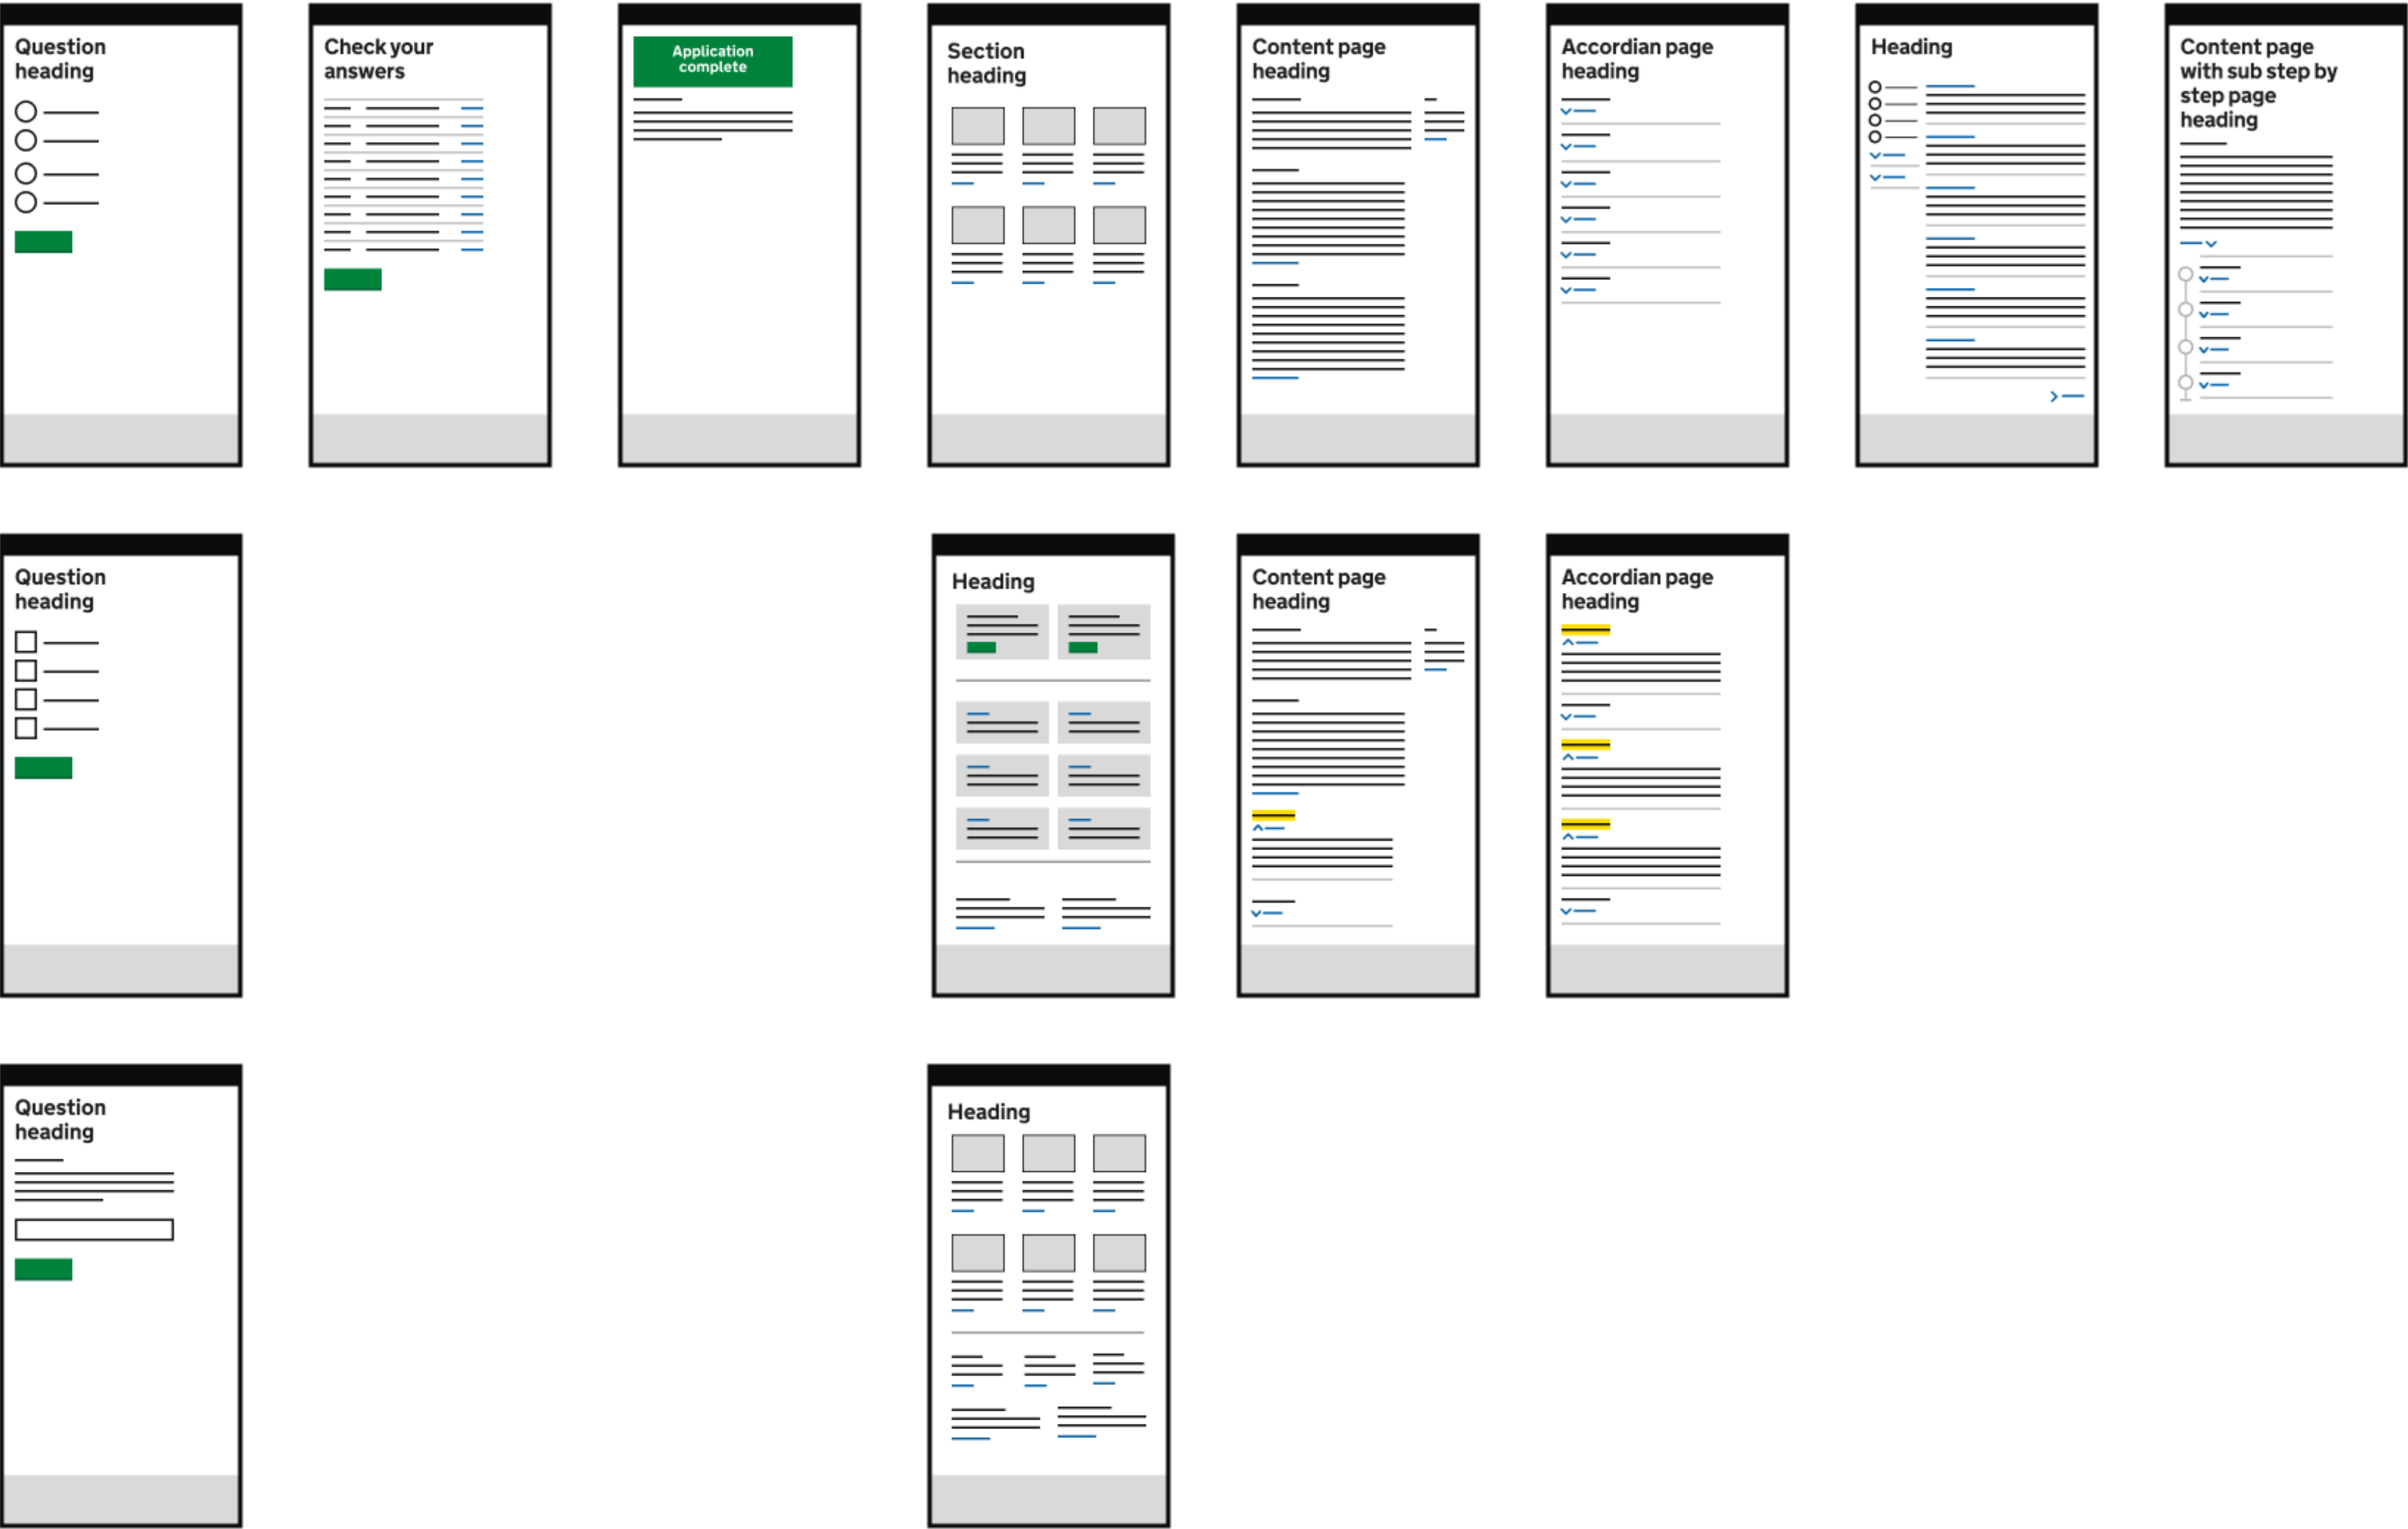 Question
heading
Check your
answers
Application
complete
Section
heading
Content page
heading
Accordian page
heading
Heading
Content page
with sub step by
step page
heading
Question
heading
Heading
Content page
heading
Accordian page
heading
Question
heading
Heading